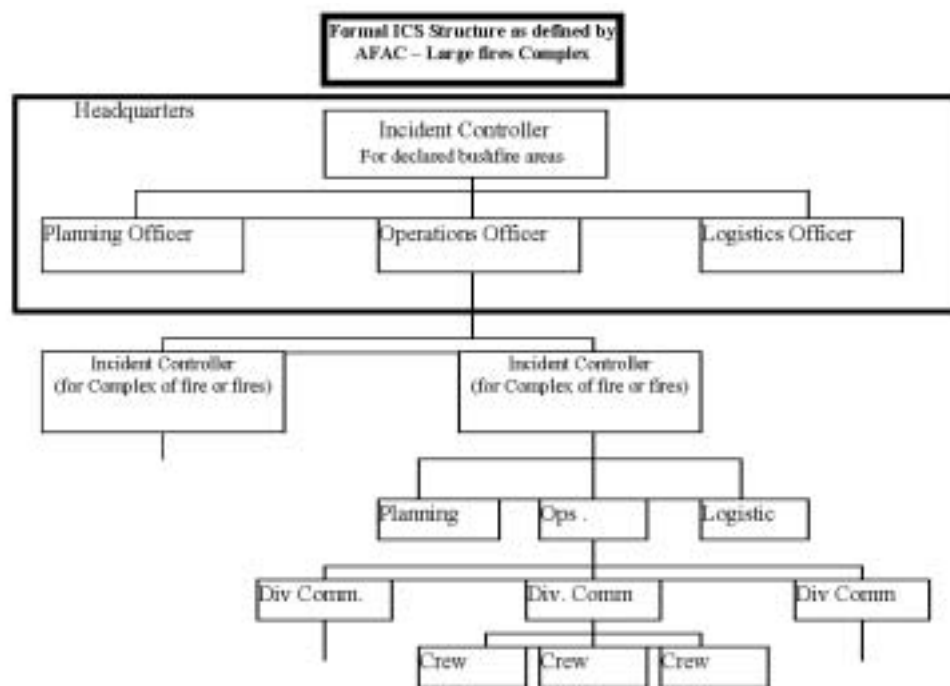 Formal ICS Structure as defined by
AFAC – Large fires Complex
Headquarters
Incident Controller
For declared bushfire areas
Planning Officer
Operations Officer
Logistics Officer
Incident Controller
(for Complex of fire or fires)
Incident Controller
(for Complex of fire or fires)
Planning
Ops .
Logistic
Div Comm.
Div. Comm
Div Comm
Crew
Crew
Crew